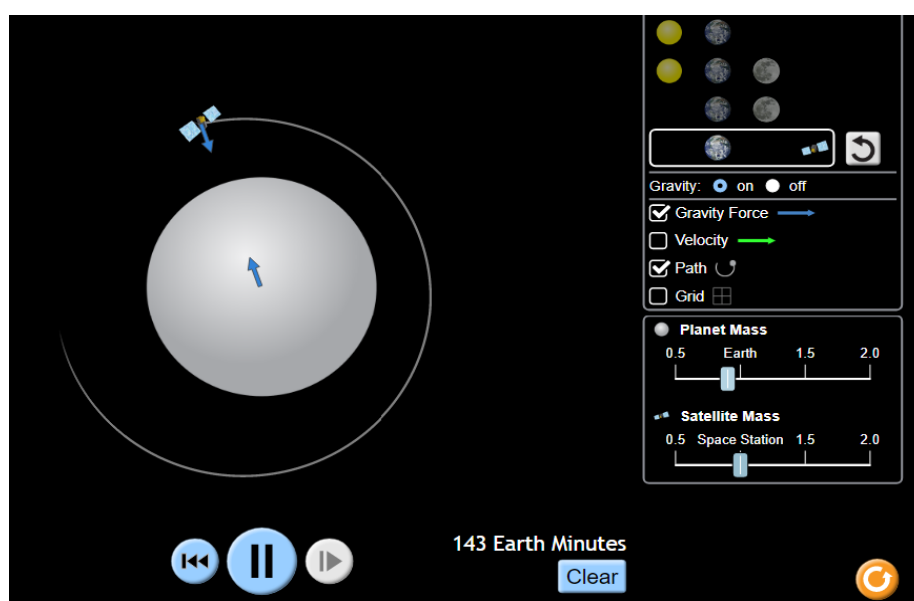 Gravity: on off
Gravity Force
Velocity
Path
Grid
Planet Mass
0.5 Earth 1.5 2.0
Satellite Mass
0.5 Space Station 1.5 2.0
143 Earth Minutes
Clear